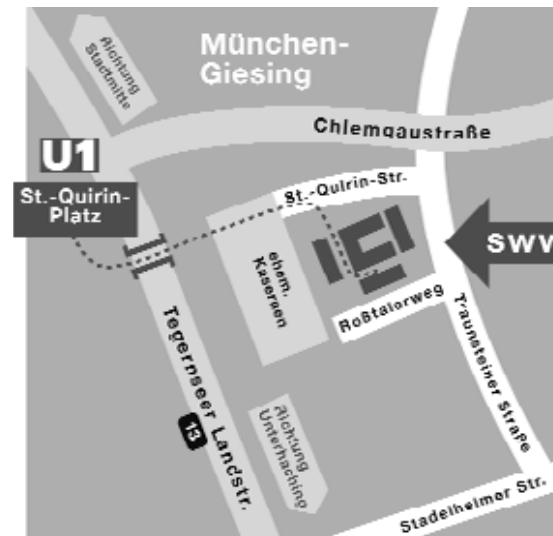 Richtung
Stadtmitte
München-
Giesing
Chiemgaustraße
U1
St.-Quirin-
Platz
St.-Quirin-Str.
ehem.
Kasernen
SWW
Roßtalerweg
Tegernseer Landstr.
13
Traunsteiner Straße
Richtung
Unterhaching
Stadelheimer Str.